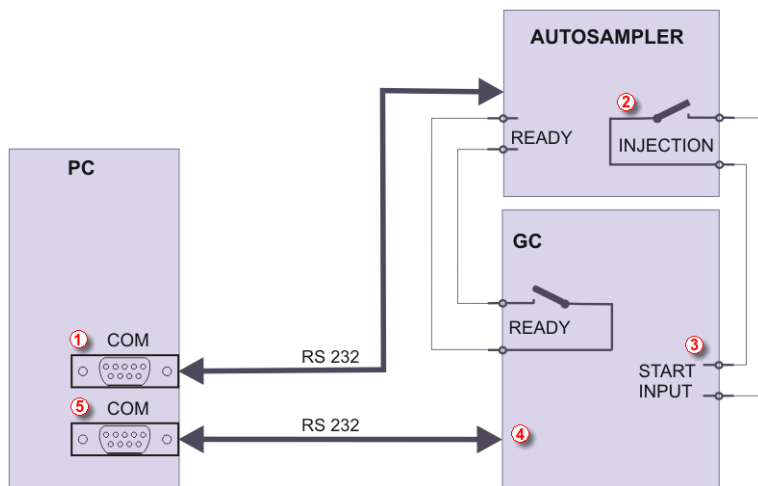 AUTOSAMPLER
2
READY
INJECTION
PC
GC
READY
1
COM
RS 232
3
START
INPUT
5
COM
RS 232
4